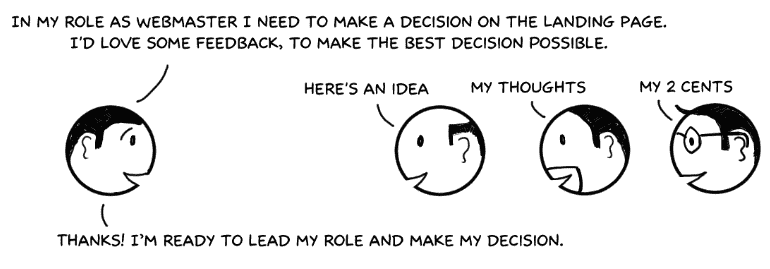 IN MY ROLE AS WEBMASTER I NEED TO MAKE A DECISION ON THE LANDING PAGE.
I'D LOVE SOME FEEDBACK, TO MAKE THE BEST DECISION POSSIBLE.
HERE'S AN IDEA
MY THOUGHTS
MY 2 CENTS
THANKS! I'M READY TO LEAD MY ROLE AND MAKE MY DECISION.